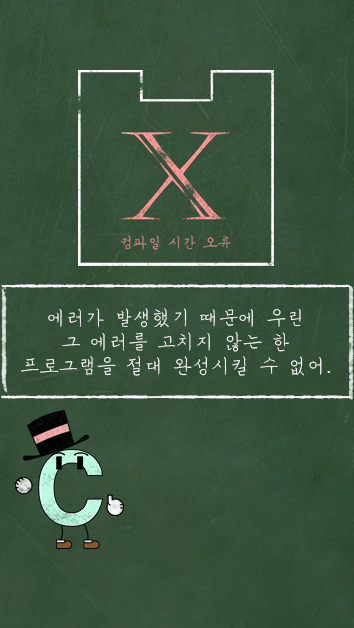 X
컴파일 시간 오류
에러가 발생했기 때문에 우린
그 에러를 고치지 않는 한
프로그램을 절대 완성시킬 수 없어.
C